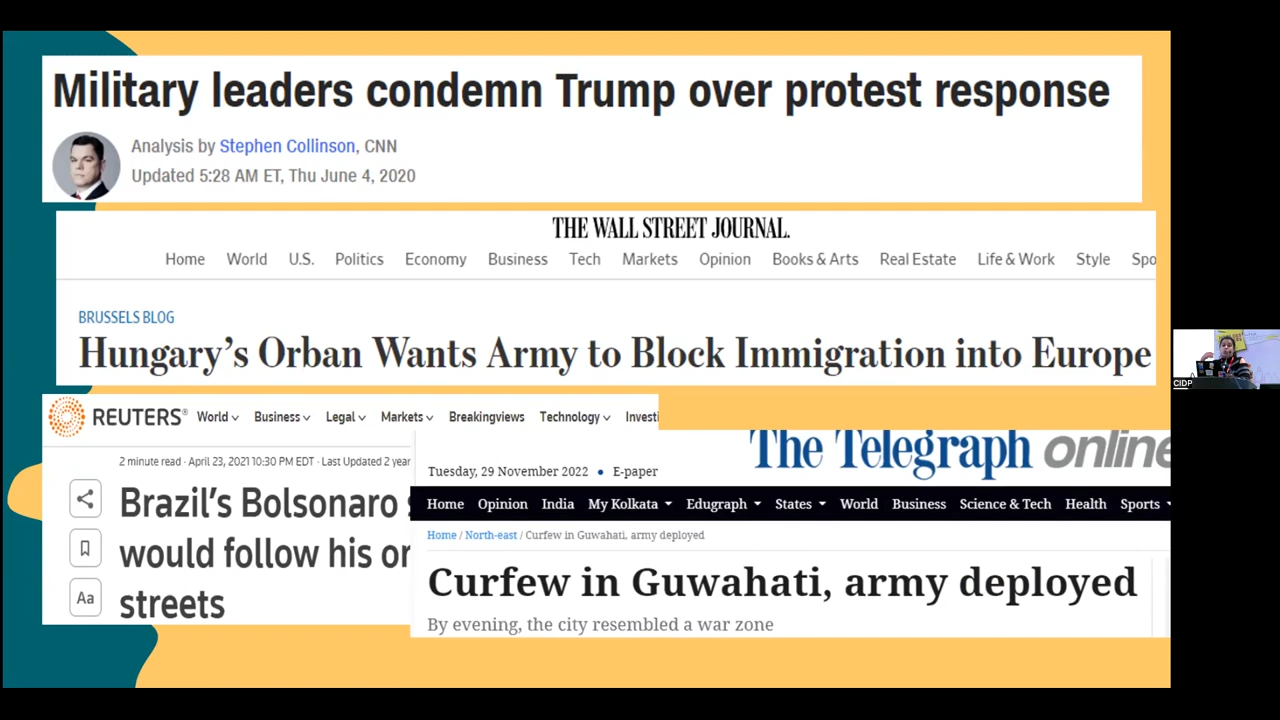 Military leaders condemn Trump over protest response
Analysis by Stephen Collinson, CNN
Updated 5:28 AM ET, Thu June 4, 2020
THE WALL STREET JOURNAL.
Home World U.S. Politics Economy Business Tech Markets Opinion Books & Arts Real Estate Life & Work Style Spo
BRUSSELS BLOG
Hungary's Orban Wants Army to Block Immigration into Europe
REUTERS® World Business Legal Markets Breakingviews Technology Investi
2 minute read · April 23, 2021 10:30 PM EDT · Last Updated 2 year
Brazil's Bolsonaro
would follow his or
Aa
streets
The Telegraph online
Tuesday, 29 November 2022 • E-paper
Home Opinion India My Kolkata Edugraph States World Business Science & Tech Health Sports
Home / North-east / Curfew in Guwahati, army deployed
Curfew in Guwahati, army deployed
By evening, the city resembled a war zone
CIDP